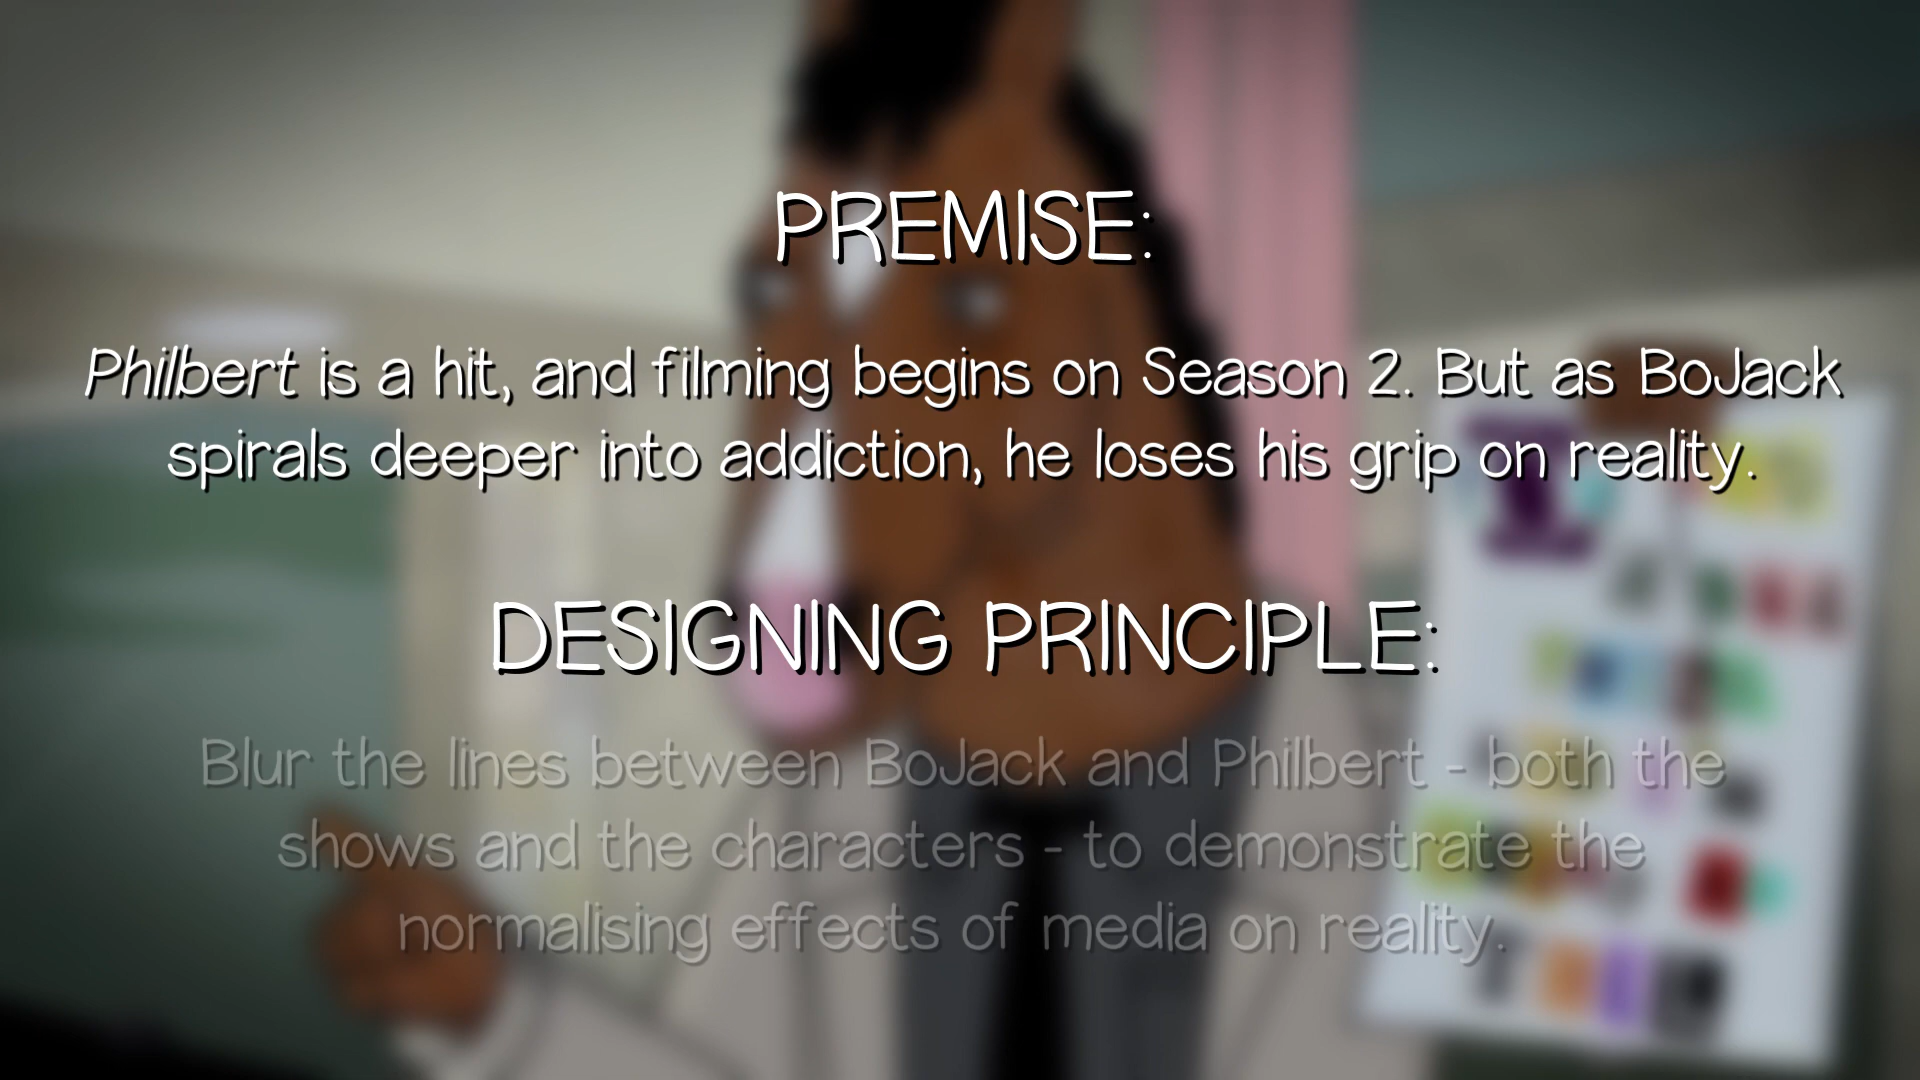 PREMISE:
Philbert is a hit, and filming begins on Season 2. But as BoJack
spirals deeper into addiction, he loses his grip on reality.
DESIGNING PRINCIPLE:
Blur the lines between BoJack and Philbert - both the
shows and the characters - to demonstrate the
normalising effects of media on reality.